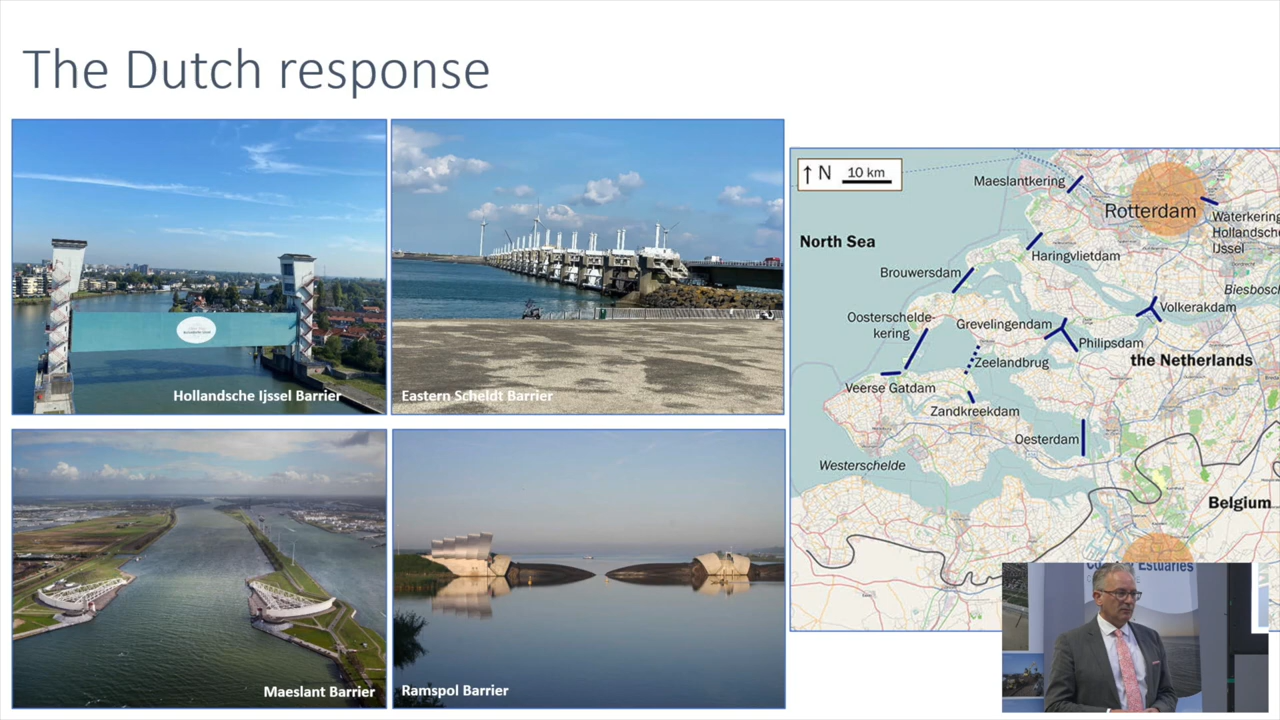 The Dutch response
Hollandsche Ijssel Barrier
Eastern Scheldt Barrier
Maeslant Barrier
Ramspol Barrier
↑ N 10 km
North Sea
Maeslantkering
Rotterdam
Waterkering
Hollandsche
IJssel
Haringvlietdam
Brouwersdam
Biesbosch
Volkerakdam
Oosterschelde-
kering
Grevelingendam
Philipsdam
Zeelandbrug
the Netherlands
Veerse Gatdam
Zandkreekdam
Oesterdam
Westerschelde
Belgium
Estuaries